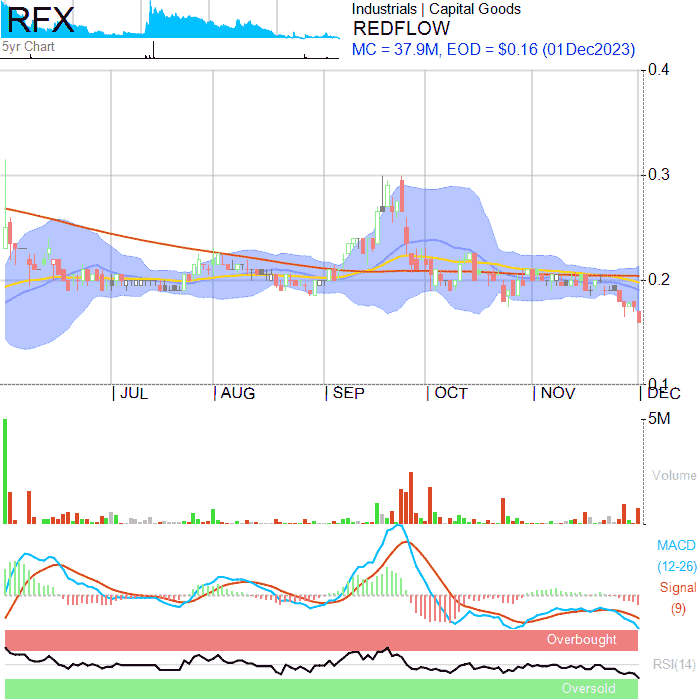 RFX
5yr Chart
Industrials | Capital Goods
REDFLOW
MC = 37.9M, EOD = $0.16 (01Dec2023)
0.4
0.3
0.2
0.1
JUL AUG SEP OCT NOV DEC
5M
Volume
MACD
(12-26)
Signal
(9)
Overbought
RSI(14)
Oversold